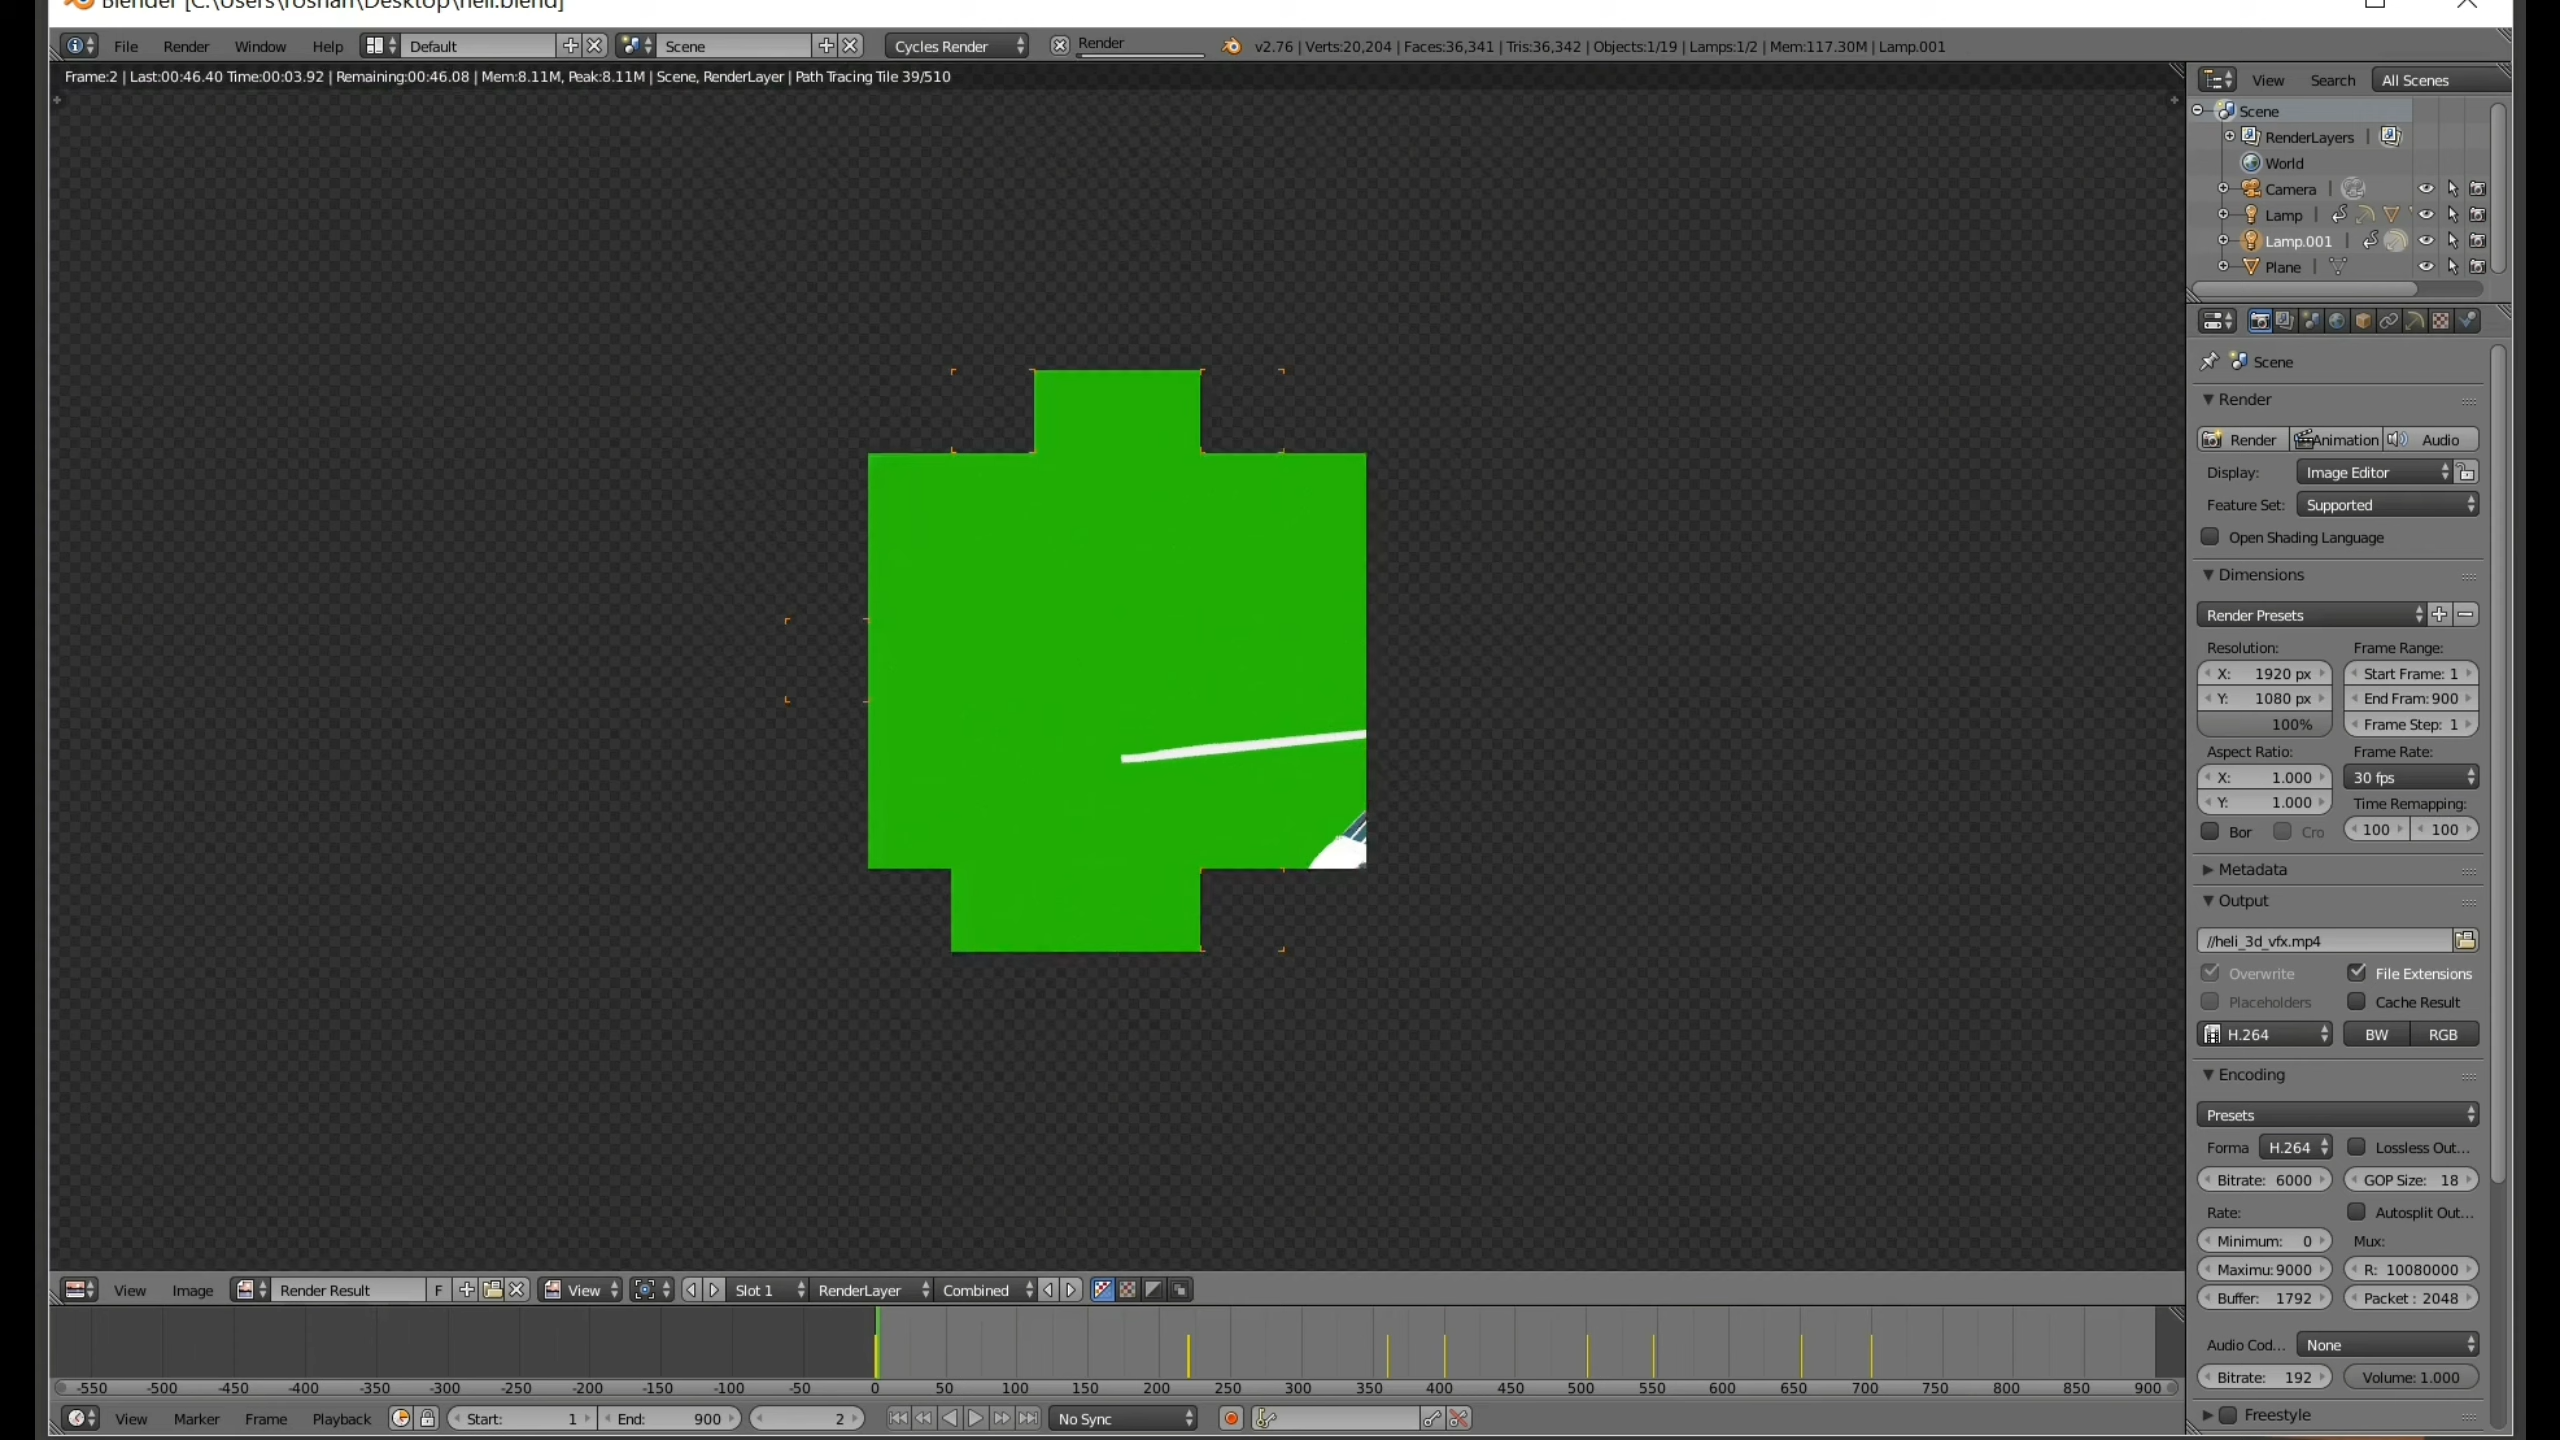 Blender [C:\Users\roshan\Desktop\heli.blend]
File Render Window Help Default Scene Cycles Render Render v2.76 | Verts:20,204 | Faces:36,341 | Tris:36,342 | Objects:1/19 | Lamps:1/2 | Mem:117.30M | Lamp.001
Frame:2 | Last:00:46.40 Time:00:03.92 | Remaining:00:46.08 | Mem:8.11M, Peak:8.11M | Scene, RenderLayer | Path Tracing Tile 39/510
View Search All Scenes
Scene
RenderLayers |
World
Camera |
Lamp |
Lamp.001 |
Plane |
Scene
Render
Render Animation Audio
Display: Image Editor
Feature Set: Supported
Open Shading Language
Dimensions
Render Presets
Resolution: Frame Range:
X: 1920 px Start Frame: 1
Y: 1080 px End Fram: 900
100% Frame Step: 1
Aspect Ratio: Frame Rate:
X: 1.000 30 fps
Y: 1.000 Time Remapping:
Bor Cro 100 100
Metadata
Output
//heli_3d_vfx.mp4
Overwrite File Extensions
Placeholders Cache Result
H.264 BW RGB
Encoding
Presets
Forma H.264 Lossless Out...
Bitrate: 6000 GOP Size: 18
Rate: Autosplit Out...
Minimum: 0 Mux:
Maximu: 9000 R: 10080000
Buffer: 1792 Packet : 2048
Audio Cod... None
Bitrate: 192 Volume: 1.000
Freestyle
View Image Render Result F View Slot 1 RenderLayer Combined
-550 -500 -450 -400 -350 -300 -250 -200 -150 -100 -50 0 50 100 150 200 250 300 350 400 450 500 550 600 650 700 750 800 850 900
View Marker Frame Playback Start: 1 End: 900 2 No Sync